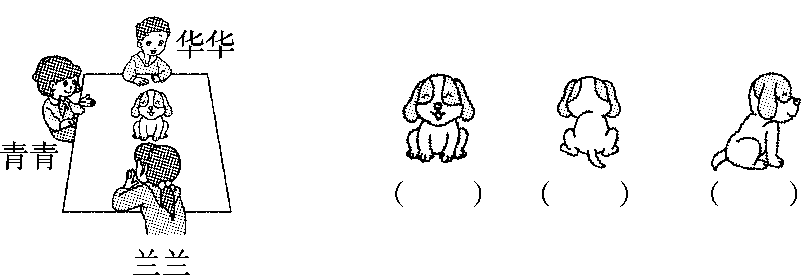 华华
青青
兰兰
(　　) (　　) (　　)